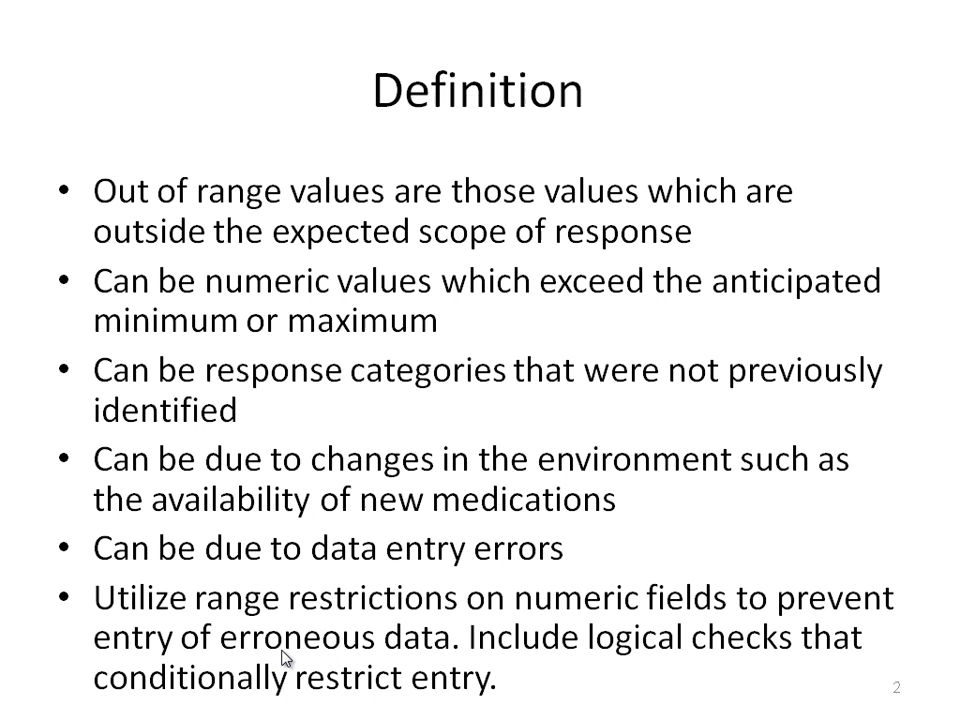 Definition
• Out of range values are those values which are
outside the expected scope of response
• Can be numeric values which exceed the anticipated
minimum or maximum
• Can be response categories that were not previously
identified
• Can be due to changes in the environment such as
the availability of new medications
• Can be due to data entry errors
• Utilize range restrictions on numeric fields to prevent
entry of erroneous data. Include logical checks that
conditionally restrict entry.
2